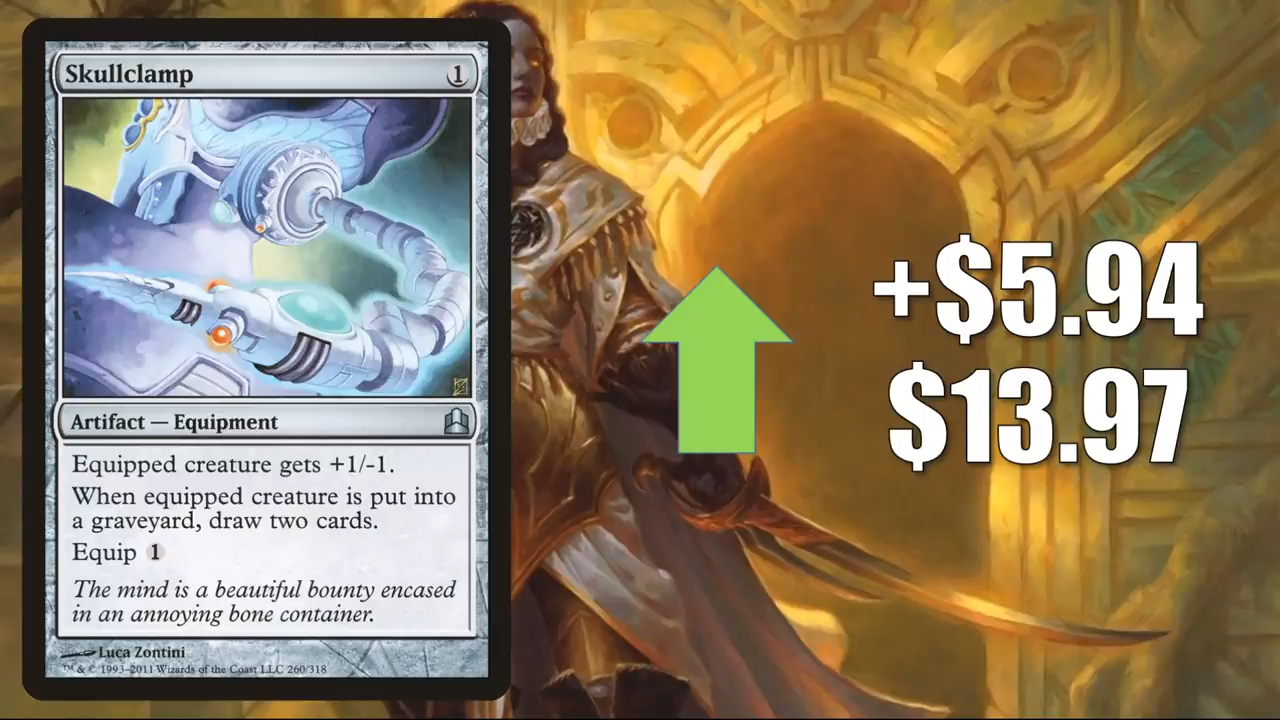 Skullclamp 1
Artifact — Equipment
Equipped creature gets +1/-1.
When equipped creature is put into
a graveyard, draw two cards.
Equip 1
The mind is a beautiful bounty encased
in an annoying bone container.
Luca Zontini
™ & © 1993–2011 Wizards of the Coast LLC 260/318
+$5.94
$13.97